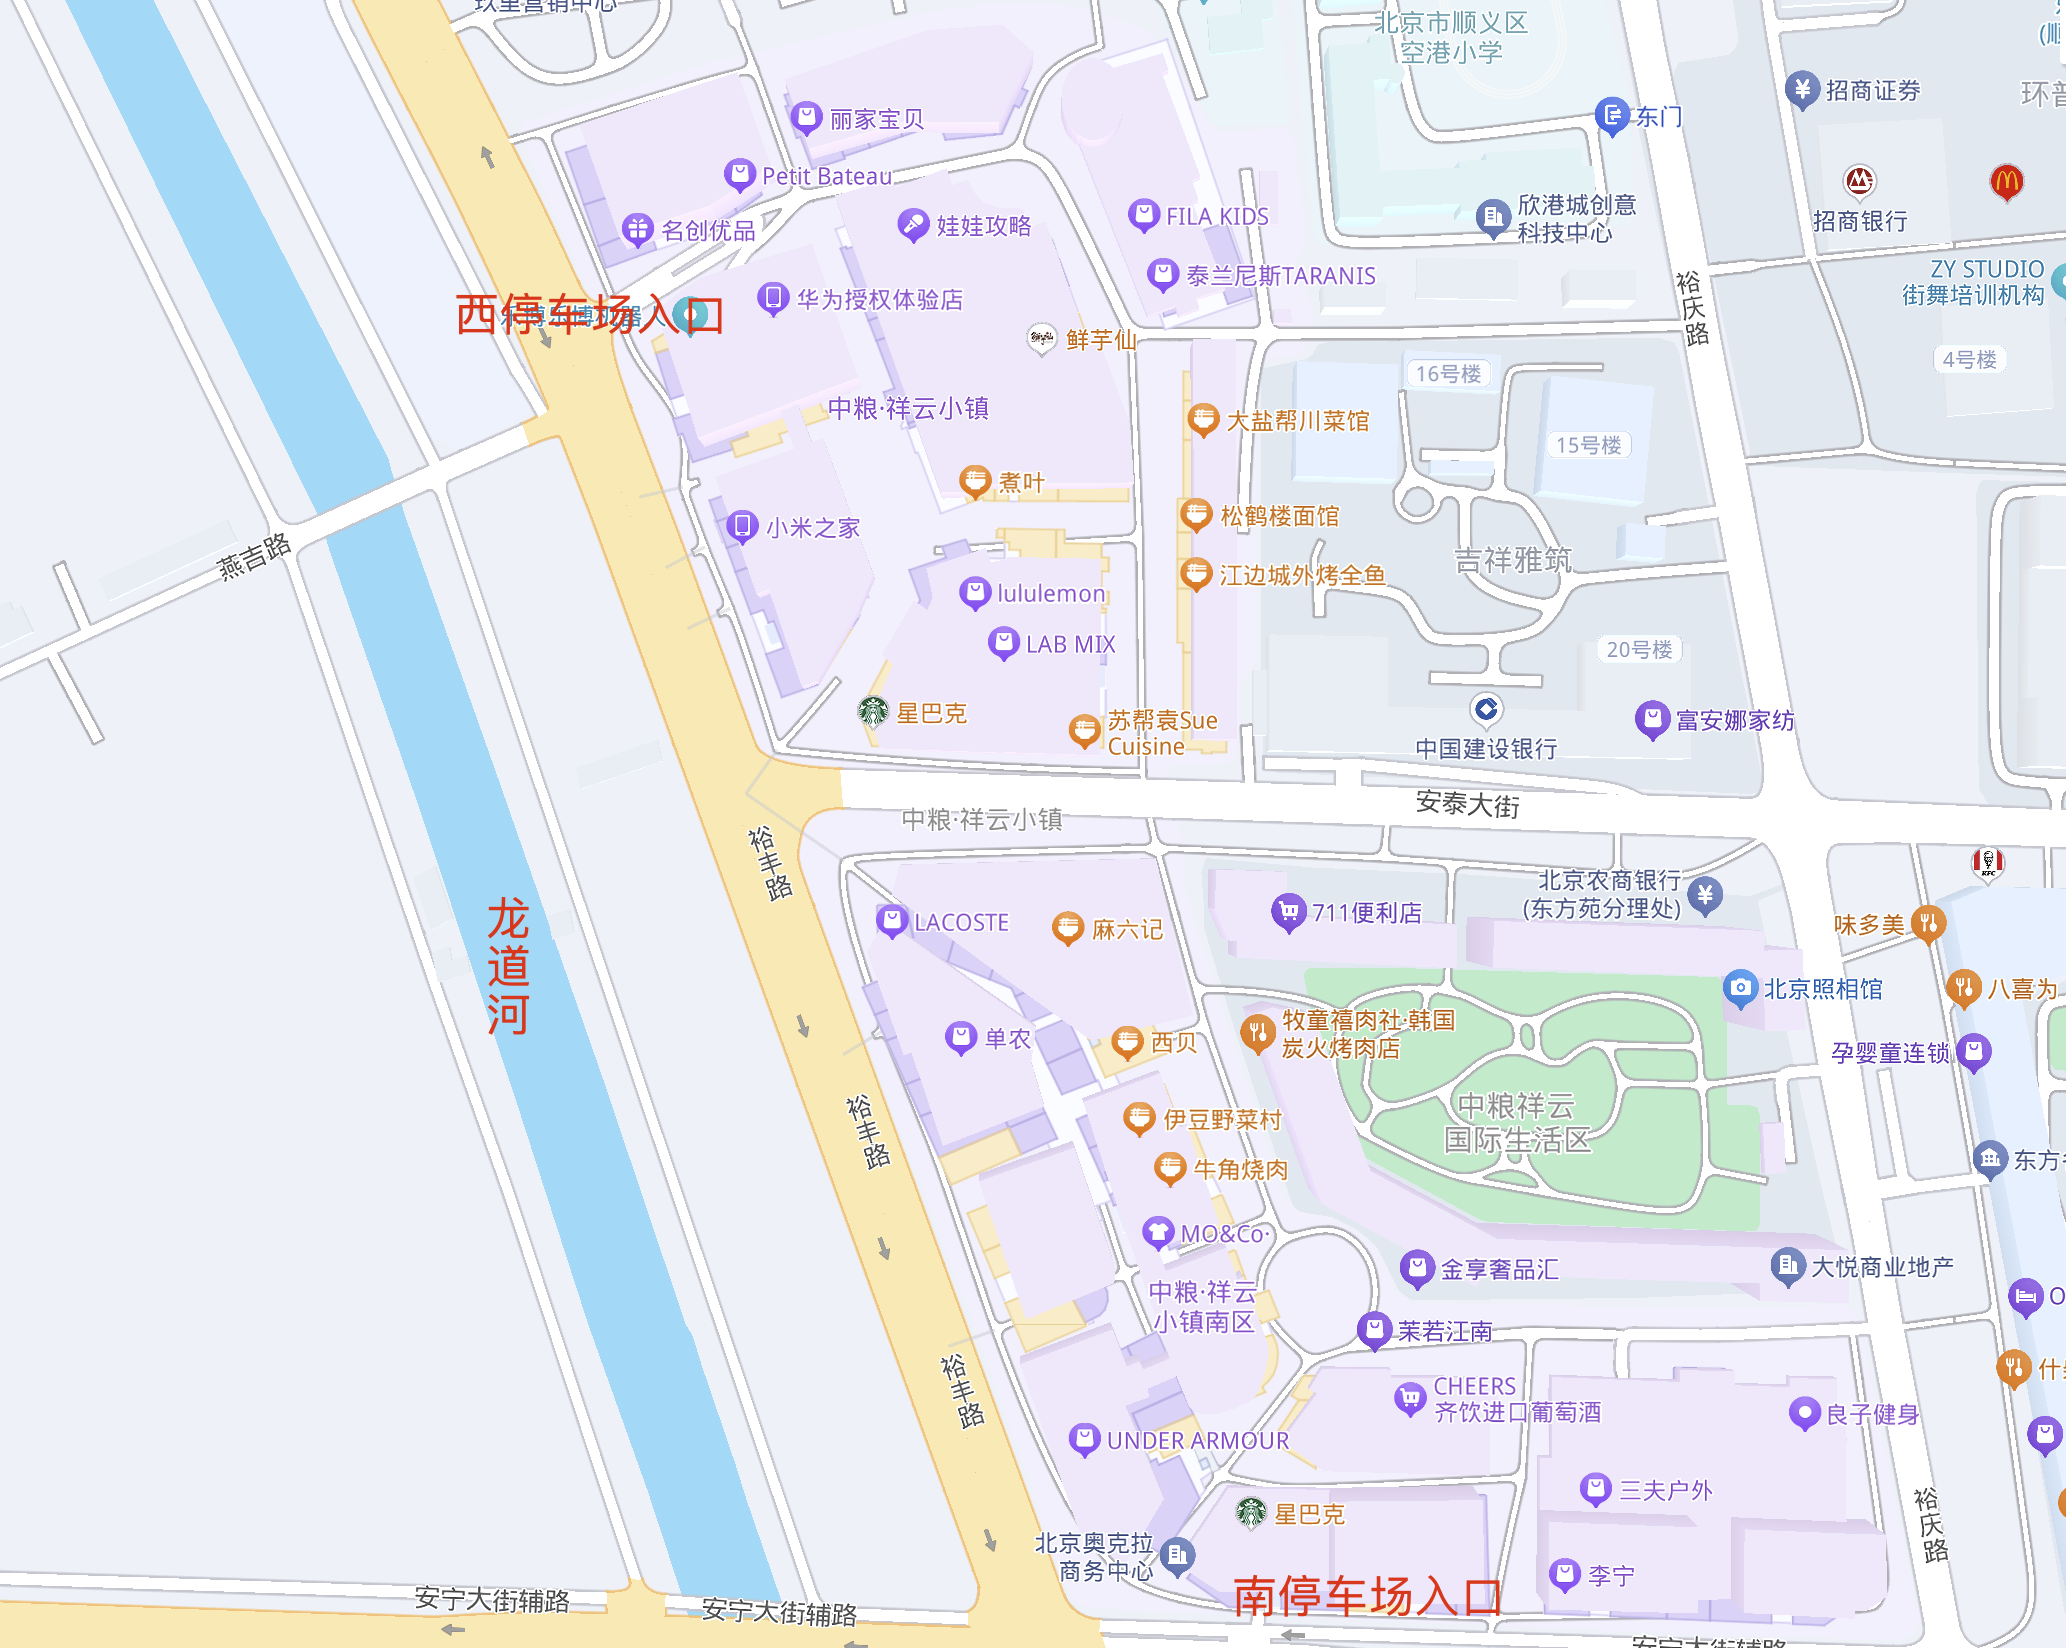 玖里营销中心
北京市顺义区
空港小学
招商证券
东门
丽家宝贝
Petit Bateau
名创优品
娃娃攻略
FILA KIDS
欣港城创意
科技中心
招商银行
泰兰尼斯TARANIS
华为授权体验店
西停车场入口
ZY STUDIO
街舞培训机构
裕庆路
鲜芋仙
16号楼
4号楼
中粮·祥云小镇
大盐帮川菜馆
15号楼
煮叶
松鹤楼面馆
小米之家
燕吉路
吉祥雅筑
江边城外烤全鱼
lululemon
LAB MIX
20号楼
星巴克
苏帮袁Sue
Cuisine
富安娜家纺
中国建设银行
安泰大街
中粮·祥云小镇
裕丰路
KFC
北京农商银行
(东方苑分理处)
711便利店
LACOSTE
麻六记
味多美
龙道河
北京照相馆
八喜为
牧童禧肉社·韩国
炭火烤肉店
单农
西贝
孕婴童连锁
裕丰路
伊豆野菜村
中粮祥云
国际生活区
牛角烧肉
东方
MO&Co·
金享奢品汇
大悦商业地产
中粮·祥云
小镇南区
茉若江南
裕丰路
CHEERS
齐饮进口葡萄酒
良子健身
UNDER ARMOUR
三夫户外
星巴克
裕庆路
北京奥克拉
商务中心
李宁
南停车场入口
安宁大街辅路
安宁大街辅路
安宁大街辅路